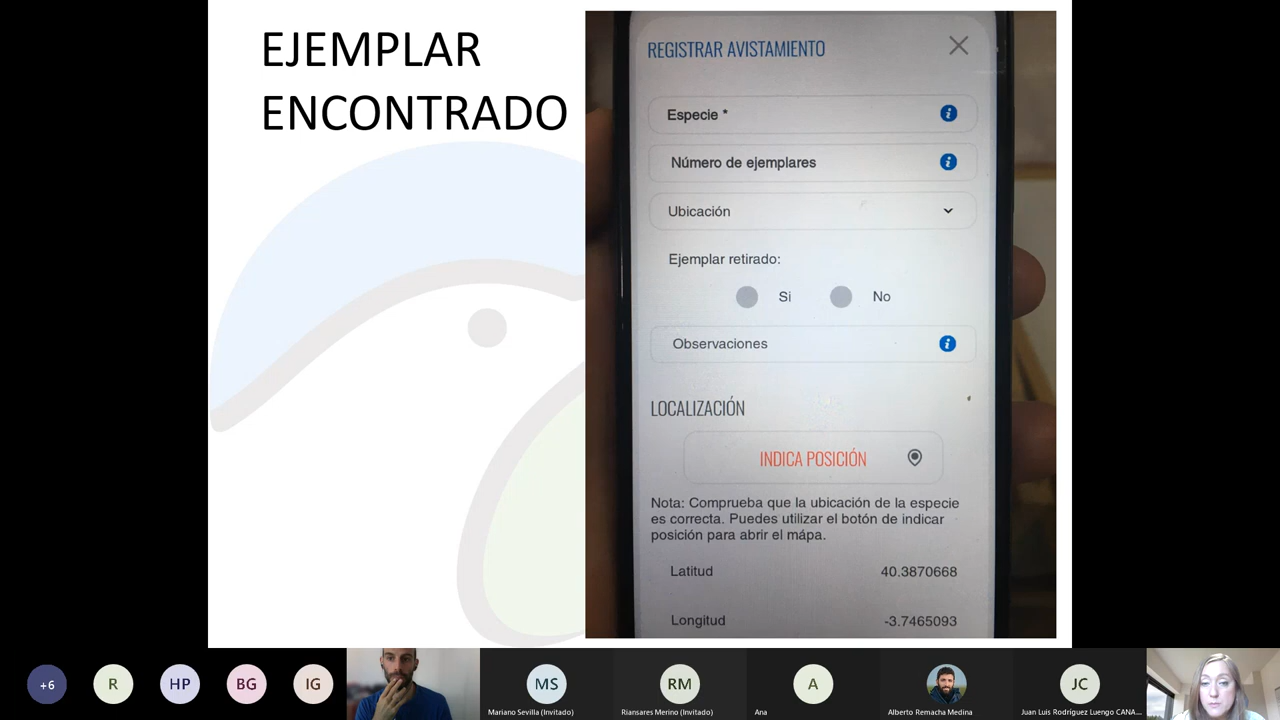 EJEMPLAR
ENCONTRADO
REGISTRAR AVISTAMIENTO
Especie *
Número de ejemplares
Ubicación
Ejemplar retirado:
Si
No
Observaciones
LOCALIZACIÓN
INDICA POSICIÓN
Nota: Comprueba que la ubicación de la especie
es correcta. Puedes utilizar el botón de indicar
posición para abrir el mápa.
Latitud 40.3870668
Longitud -3.7465093
+6
R
HP
BG
IG
MS
Mariano Sevilla (Invitado)
RM
Riansares Merino (Invitado)
A
Ana
Alberto Remacha Medina
JC
Juan Luis Rodríguez Luengo CANA...